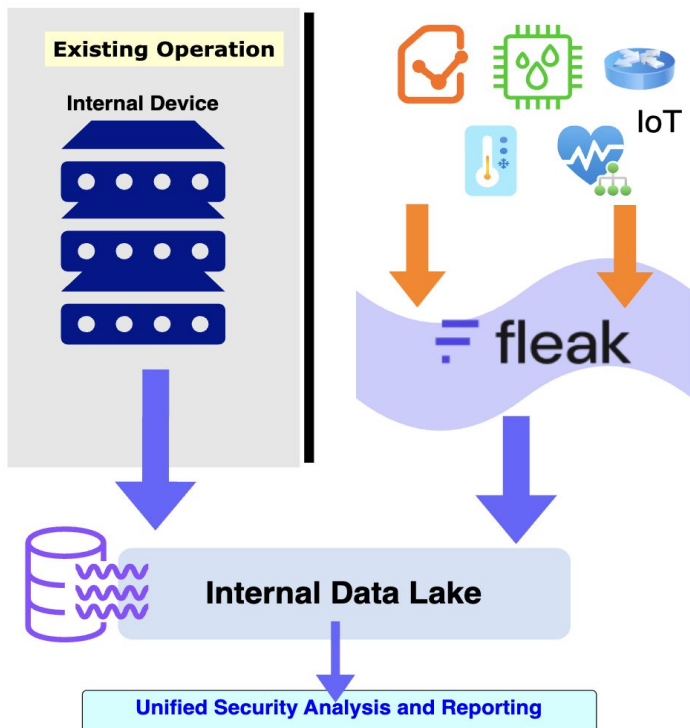 Existing Operation
Internal Device
IoT
fleak
Internal Data Lake
Unified Security Analysis and Reporting